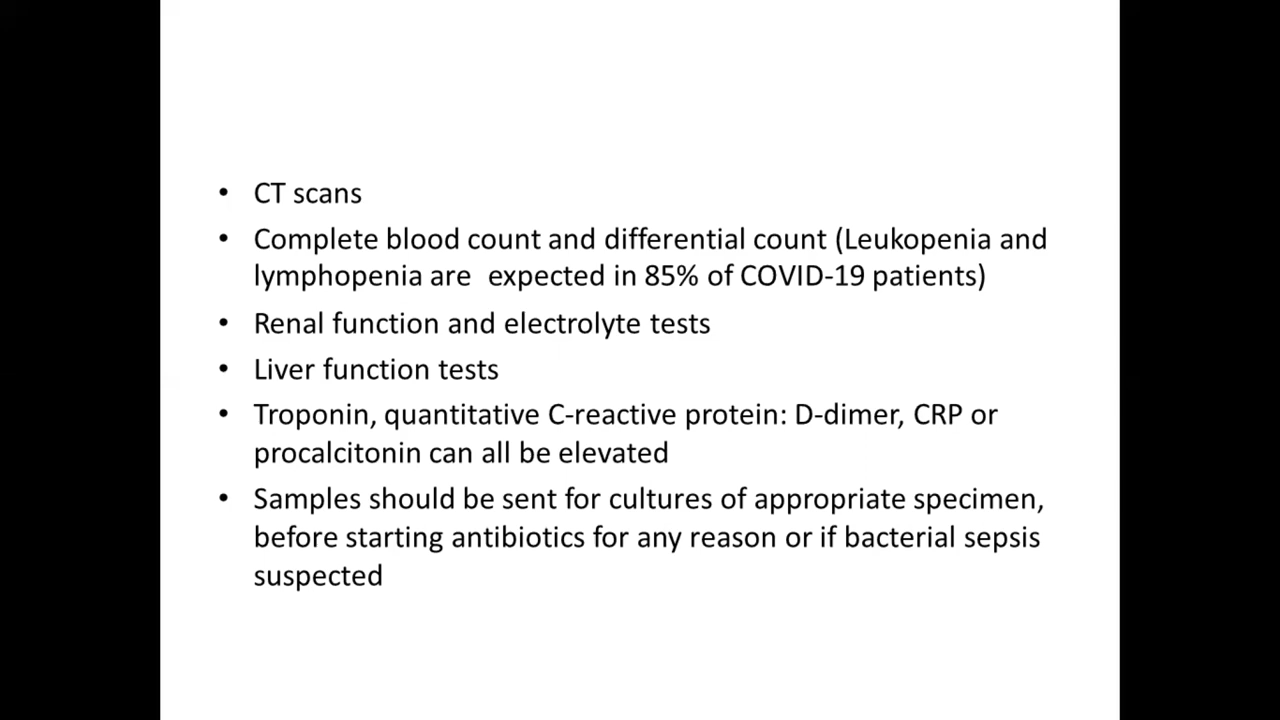 • CT scans
• Complete blood count and differential count (Leukopenia and
lymphopenia are  expected in 85% of COVID-19 patients)
• Renal function and electrolyte tests
• Liver function tests
• Troponin, quantitative C-reactive protein: D-dimer, CRP or
procalcitonin can all be elevated
• Samples should be sent for cultures of appropriate specimen,
before starting antibiotics for any reason or if bacterial sepsis
suspected